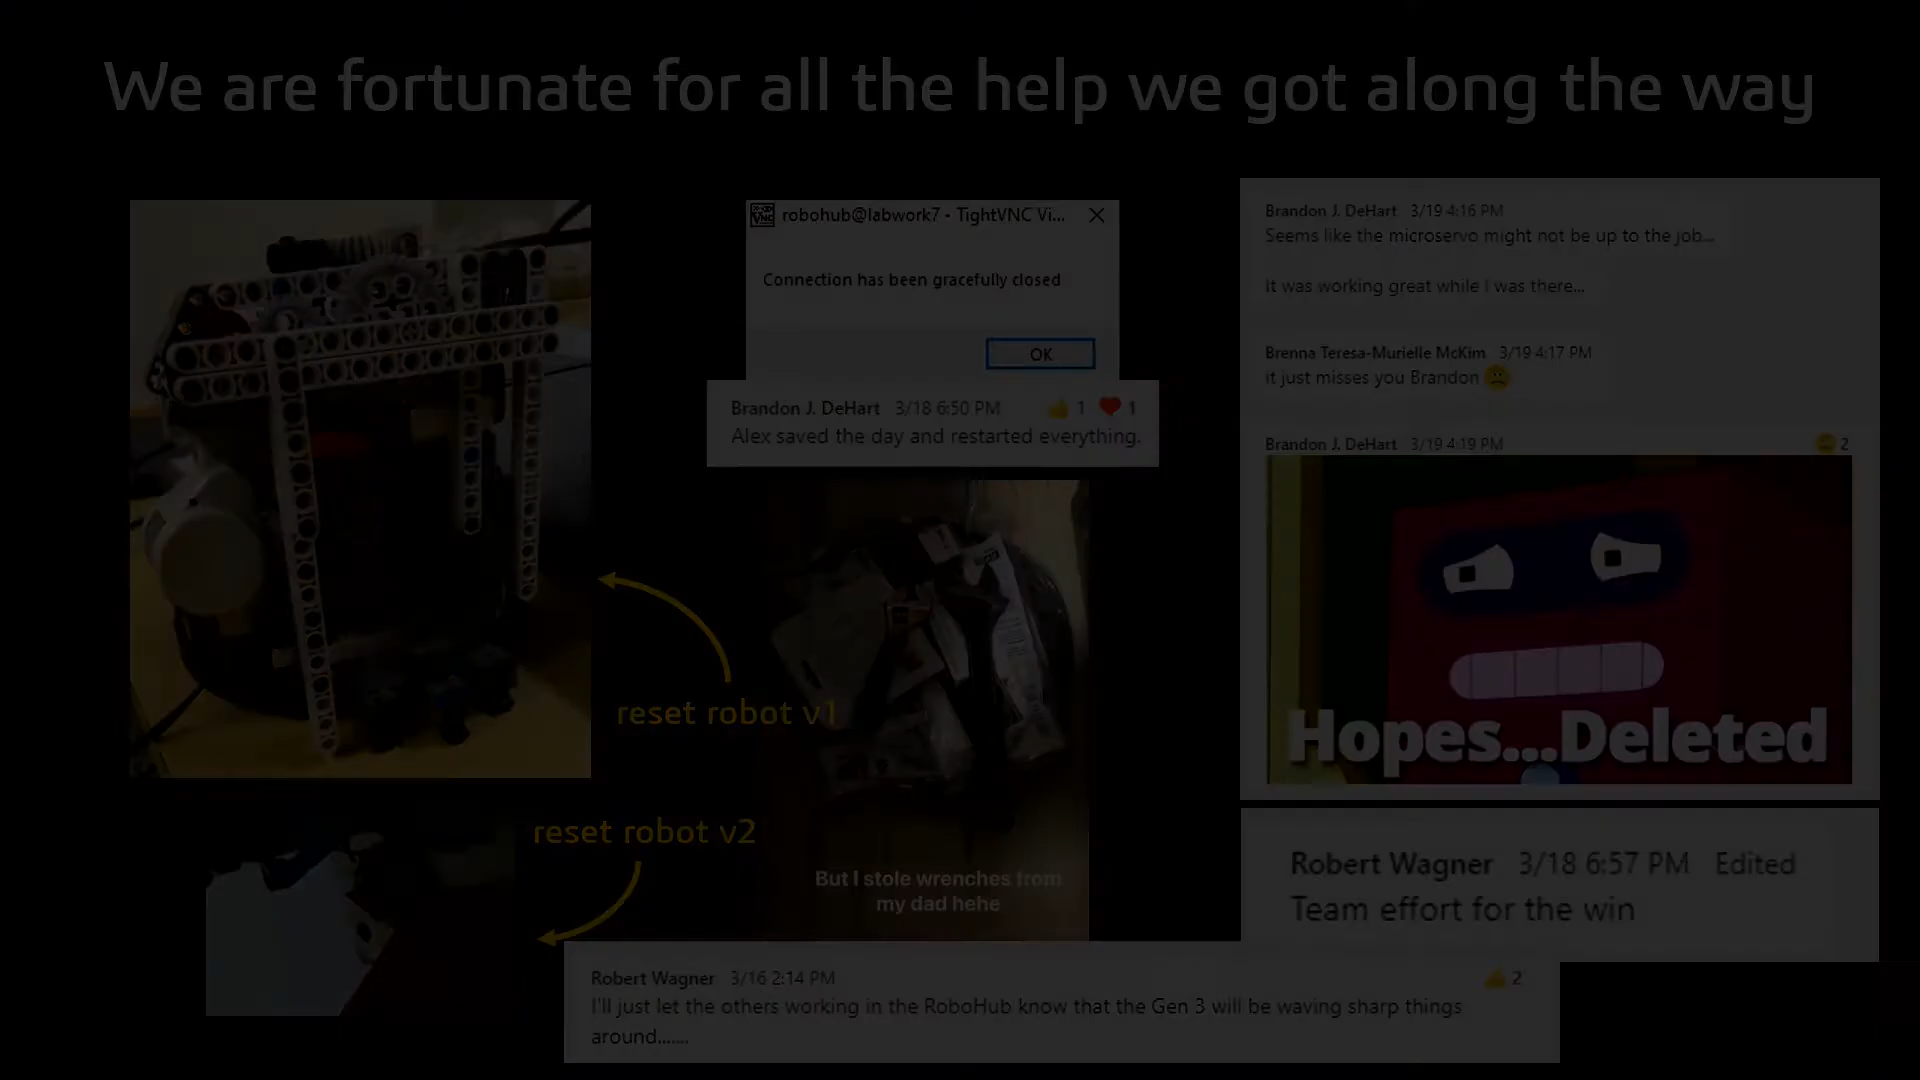 We are fortunate for all the help we got along the way
robohub@labwork7 - TightVNC Vi...
Connection has been gracefully closed
OK
Brandon J. DeHart 3/18 6:50 PM 1 1
Alex saved the day and restarted everything.
reset robot v1
reset robot v2
But I stole wrenches from
my dad hehe
Robert Wagner 3/16 2:14 PM 2
I'll just let the others working in the RoboHub know that the Gen 3 will be waving sharp things
around.......
Brandon J. DeHart 3/19 4:16 PM
Seems like the microservo might not be up to the job...
It was working great while I was there...
Brenna Teresa-Murielle McKim 3/19 4:17 PM
it just misses you Brandon
Brandon J. DeHart 3/19 4:19 PM 2
Hopes...Deleted
Robert Wagner 3/18 6:57 PM Edited
Team effort for the win